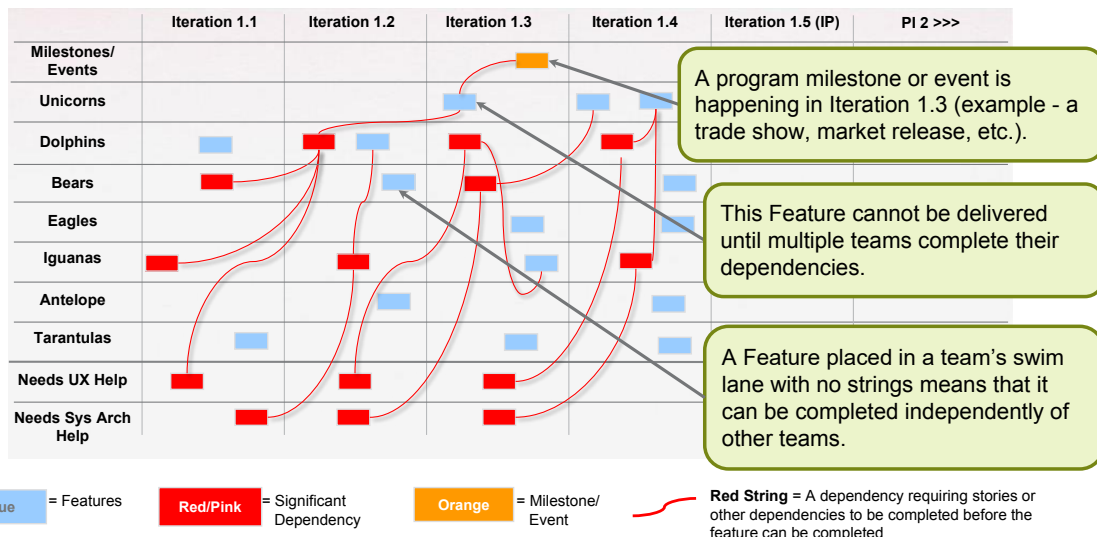 Iteration 1.1 Iteration 1.2 Iteration 1.3 Iteration 1.4 Iteration 1.5 (IP) PI 2 >>>
Milestones/
Events
Unicorns
Dolphins
Bears
Eagles
Iguanas
Antelope
Tarantulas
Needs UX Help
Needs Sys Arch
Help
A program milestone or event is
happening in Iteration 1.3 (example - a
trade show, market release, etc.).
This Feature cannot be delivered
until multiple teams complete their
dependencies.
A Feature placed in a team's swim
lane with no strings means that it
can be completed independently of
other teams.
ue
= Features
Red/Pink
= Significant
Dependency
Orange
= Milestone/
Event
Red String = A dependency requiring stories or
other dependencies to be completed before the
feature can be completed